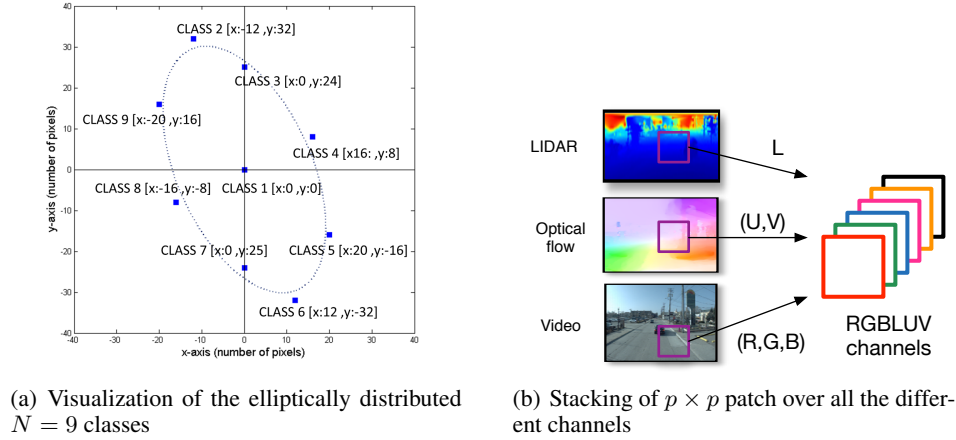 CLASS 2 [x:-12 ,y:32]
CLASS 3 [x:0 ,y:24]
CLASS 9 [x:-20 ,y:16]
CLASS 4 [x16: ,y:8]
CLASS 8 [x:-16 ,y:-8]
CLASS 1 [x:0 ,y:0]
CLASS 7 [x:0 ,y:25]
CLASS 5 [x:20 ,y:-16]
CLASS 6 [x:12 ,y:-32]
40
30
20
10
0
-10
-20
-30
-40
-40
-30
-20
-10
0
10
20
30
40
y-axis (number of pixels)
x-axis (number of pixels)
(a) Visualization of the elliptically distributed
N = 9 classes
LIDAR
L
Optical
flow
(U,V)
Video
(R,G,B)
RGBLUV
channels
(b) Stacking of p × p patch over all the differ-
ent channels